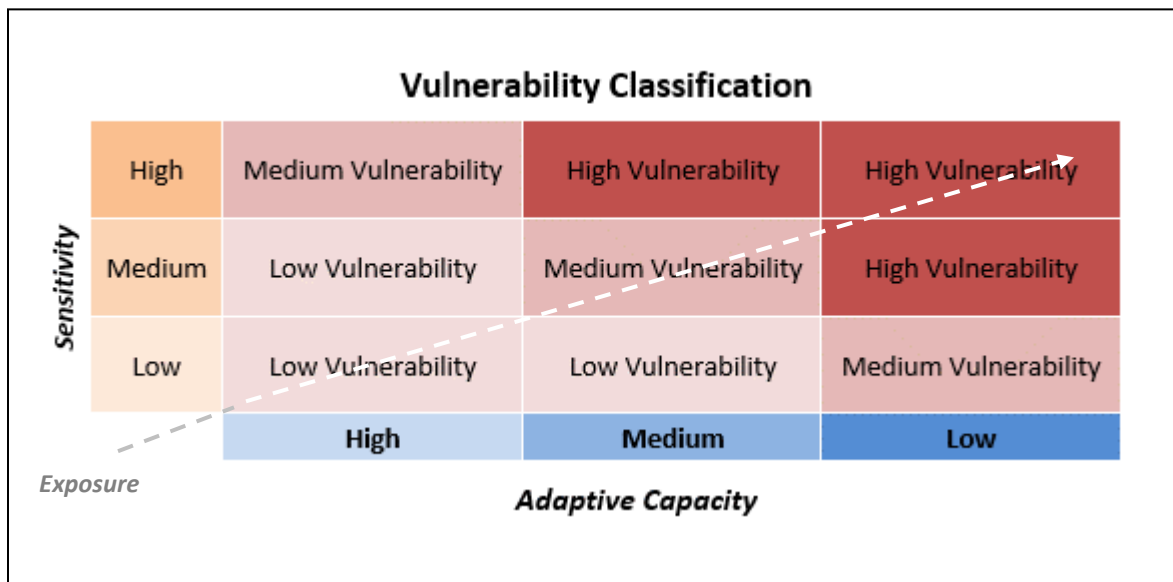 Vulnerability Classification
Sensitivity
High
Medium Vulnerability
High Vulnerability
High Vulnerability
Medium
Low Vulnerability
Medium Vulnerability
High Vulnerability
Low
Low Vulnerability
Low Vulnerability
Medium Vulnerability
High
Medium
Low
Exposure
Adaptive Capacity